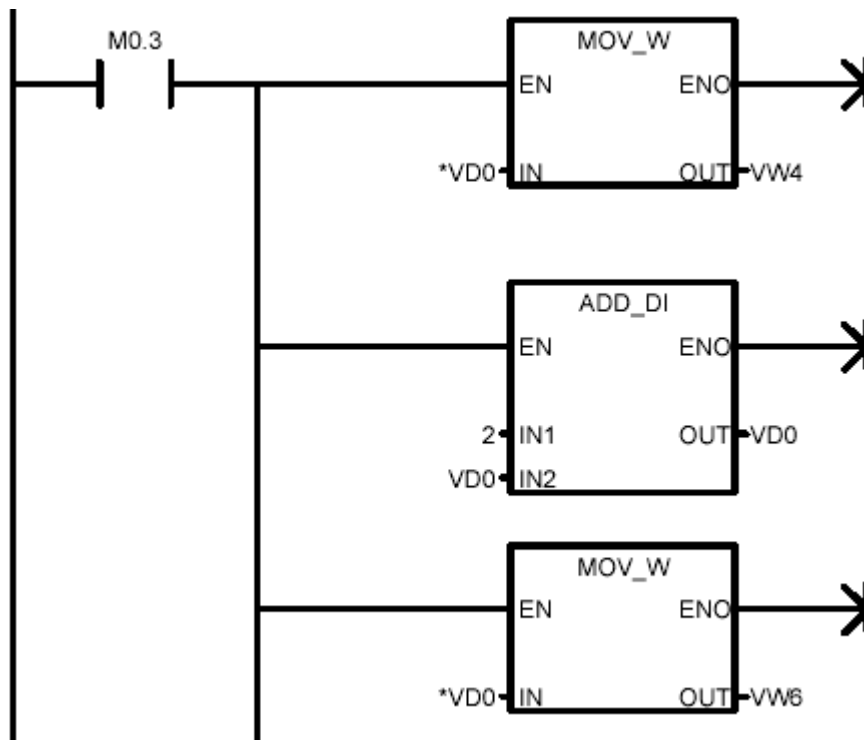 M0.3
MOV_W
EN ENO
*VD0 IN OUT VW4
ADD_DI
EN ENO
2 IN1 OUT VD0
VD0 IN2
MOV_W
EN ENO
*VD0 IN OUT VW6